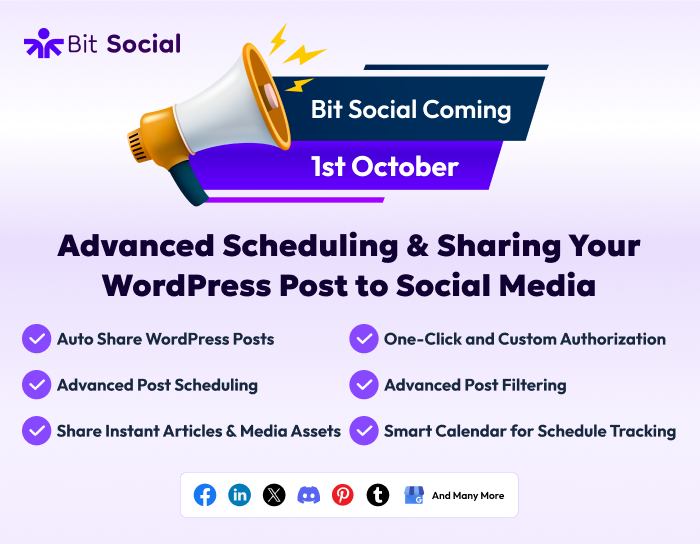 Bit Social
Bit Social Coming
1st October
Advanced Scheduling & Sharing Your
WordPress Post to Social Media
Auto Share WordPress Posts
One-Click and Custom Authorization
Advanced Post Scheduling
Advanced Post Filtering
Share Instant Articles & Media Assets
Smart Calendar for Schedule Tracking
And Many More